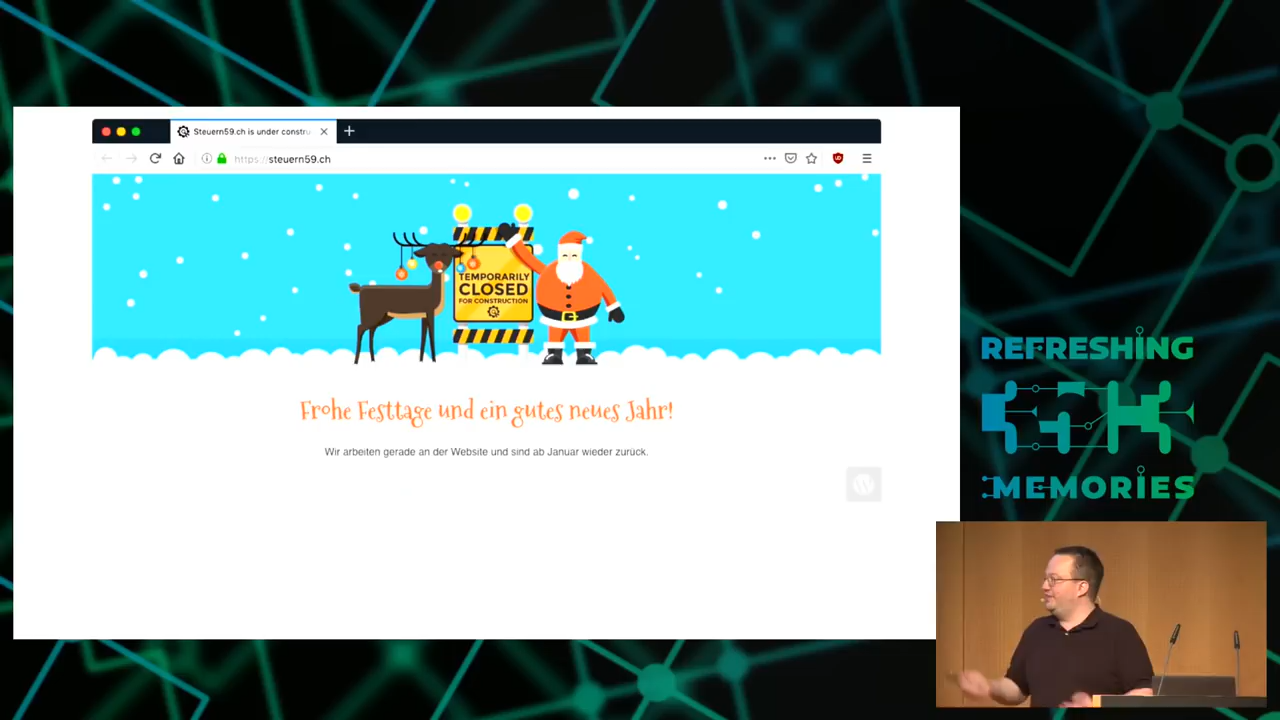 Steuern59.ch is under constru
https://steuern59.ch
TEMPORARILY
CLOSED
FOR CONSTRUCTION
Frohe Festtage und ein gutes neues Jahr!
Wir arbeiten gerade an der Website und sind ab Januar wieder zurück.
REFRESHING
MEMORIES